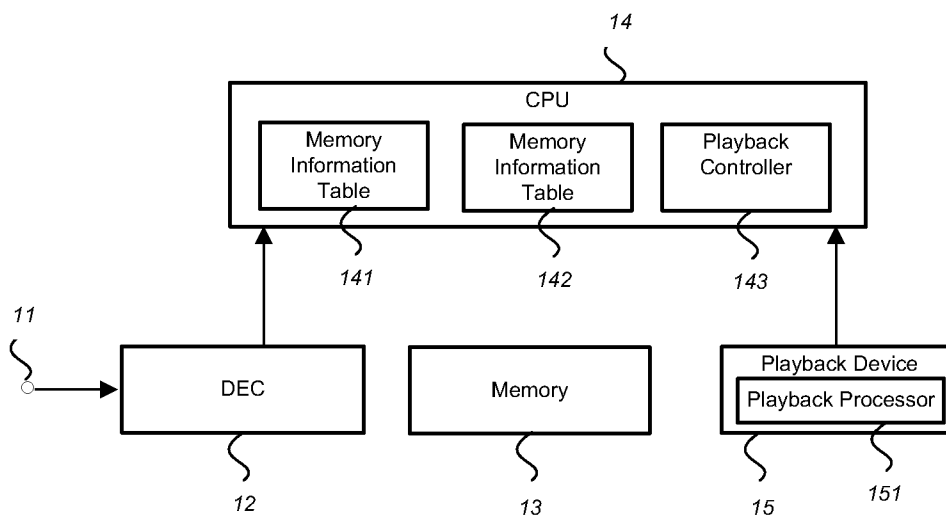 14
CPU
Memory
Information
Table
Memory
Information
Table
Playback
Controller
141
142
143
11
DEC
Memory
Playback Device
Playback Processor
12
13
15
151